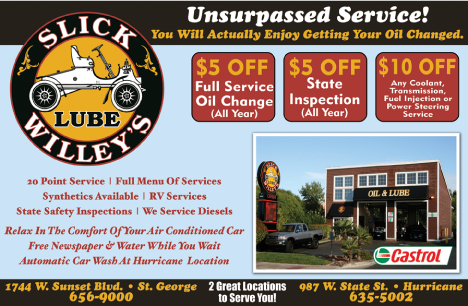 SLICK
LUBE
WILLEY'S
Unsurpassed Service!
You Will Actually Enjoy Getting Your Oil Changed.
$5 OFF
Full Service
Oil Change
(All Year)
$5 OFF
State
Inspection
(All Year)
$10 OFF
Any Coolant,
Transmission,
Fuel Injection or
Power Steering
Service
20 Point Service | Full Menu Of Services
Synthetics Available | RV Services
State Safety Inspections | We Service Diesels
Relax In The Comfort Of Your Air Conditioned Car
Free Newspaper & Water While You Wait
Automatic Car Wash At Hurricane Location
OIL & LUBE
Castrol
1744 W. Sunset Blvd. • St. George
656-9000
2 Great Locations
to Serve You!
987 W. State St. • Hurricane
635-5002